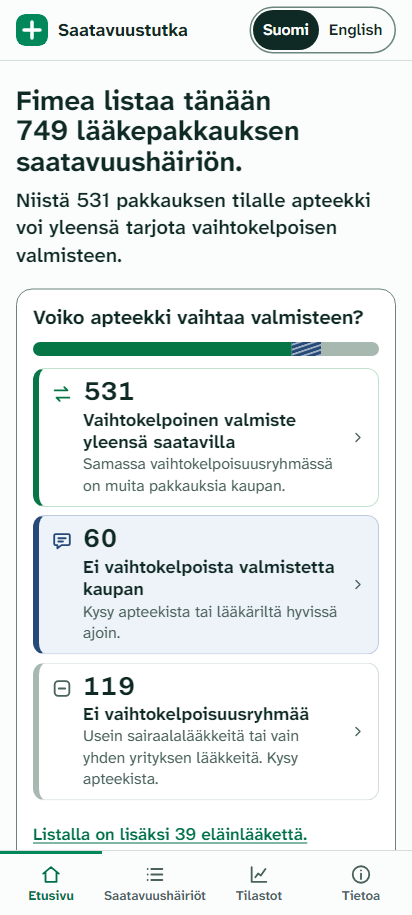 Saatavuustutka
Suomi
English
Fimea listaa tänään
749 lääkepakkauksen
saatavuushäiriön.
Niistä 531 pakkauksen tilalle apteekki
voi yleensä tarjota vaihtokelpoisen
valmisteen.
Voiko apteekki vaihtaa valmisteen?
531
Vaihtokelpoinen valmiste
yleensä saatavilla
Samassa vaihtokelpoisuusryhmässä
on muita pakkauksia kaupan.
60
Ei vaihtokelpoista valmistetta
kaupan
Kysy apteekista tai lääkäriltä hyvissä
ajoin.
119
Ei vaihtokelpoisuusryhmää
Usein sairaalalääkkeitä tai vain
yhden yrityksen lääkkeitä. Kysy
apteekista.
Listalla on lisäksi 39 eläinlääkettä.
Etusivu
Saatavuushäiriöt
Tilastot
Tietoa